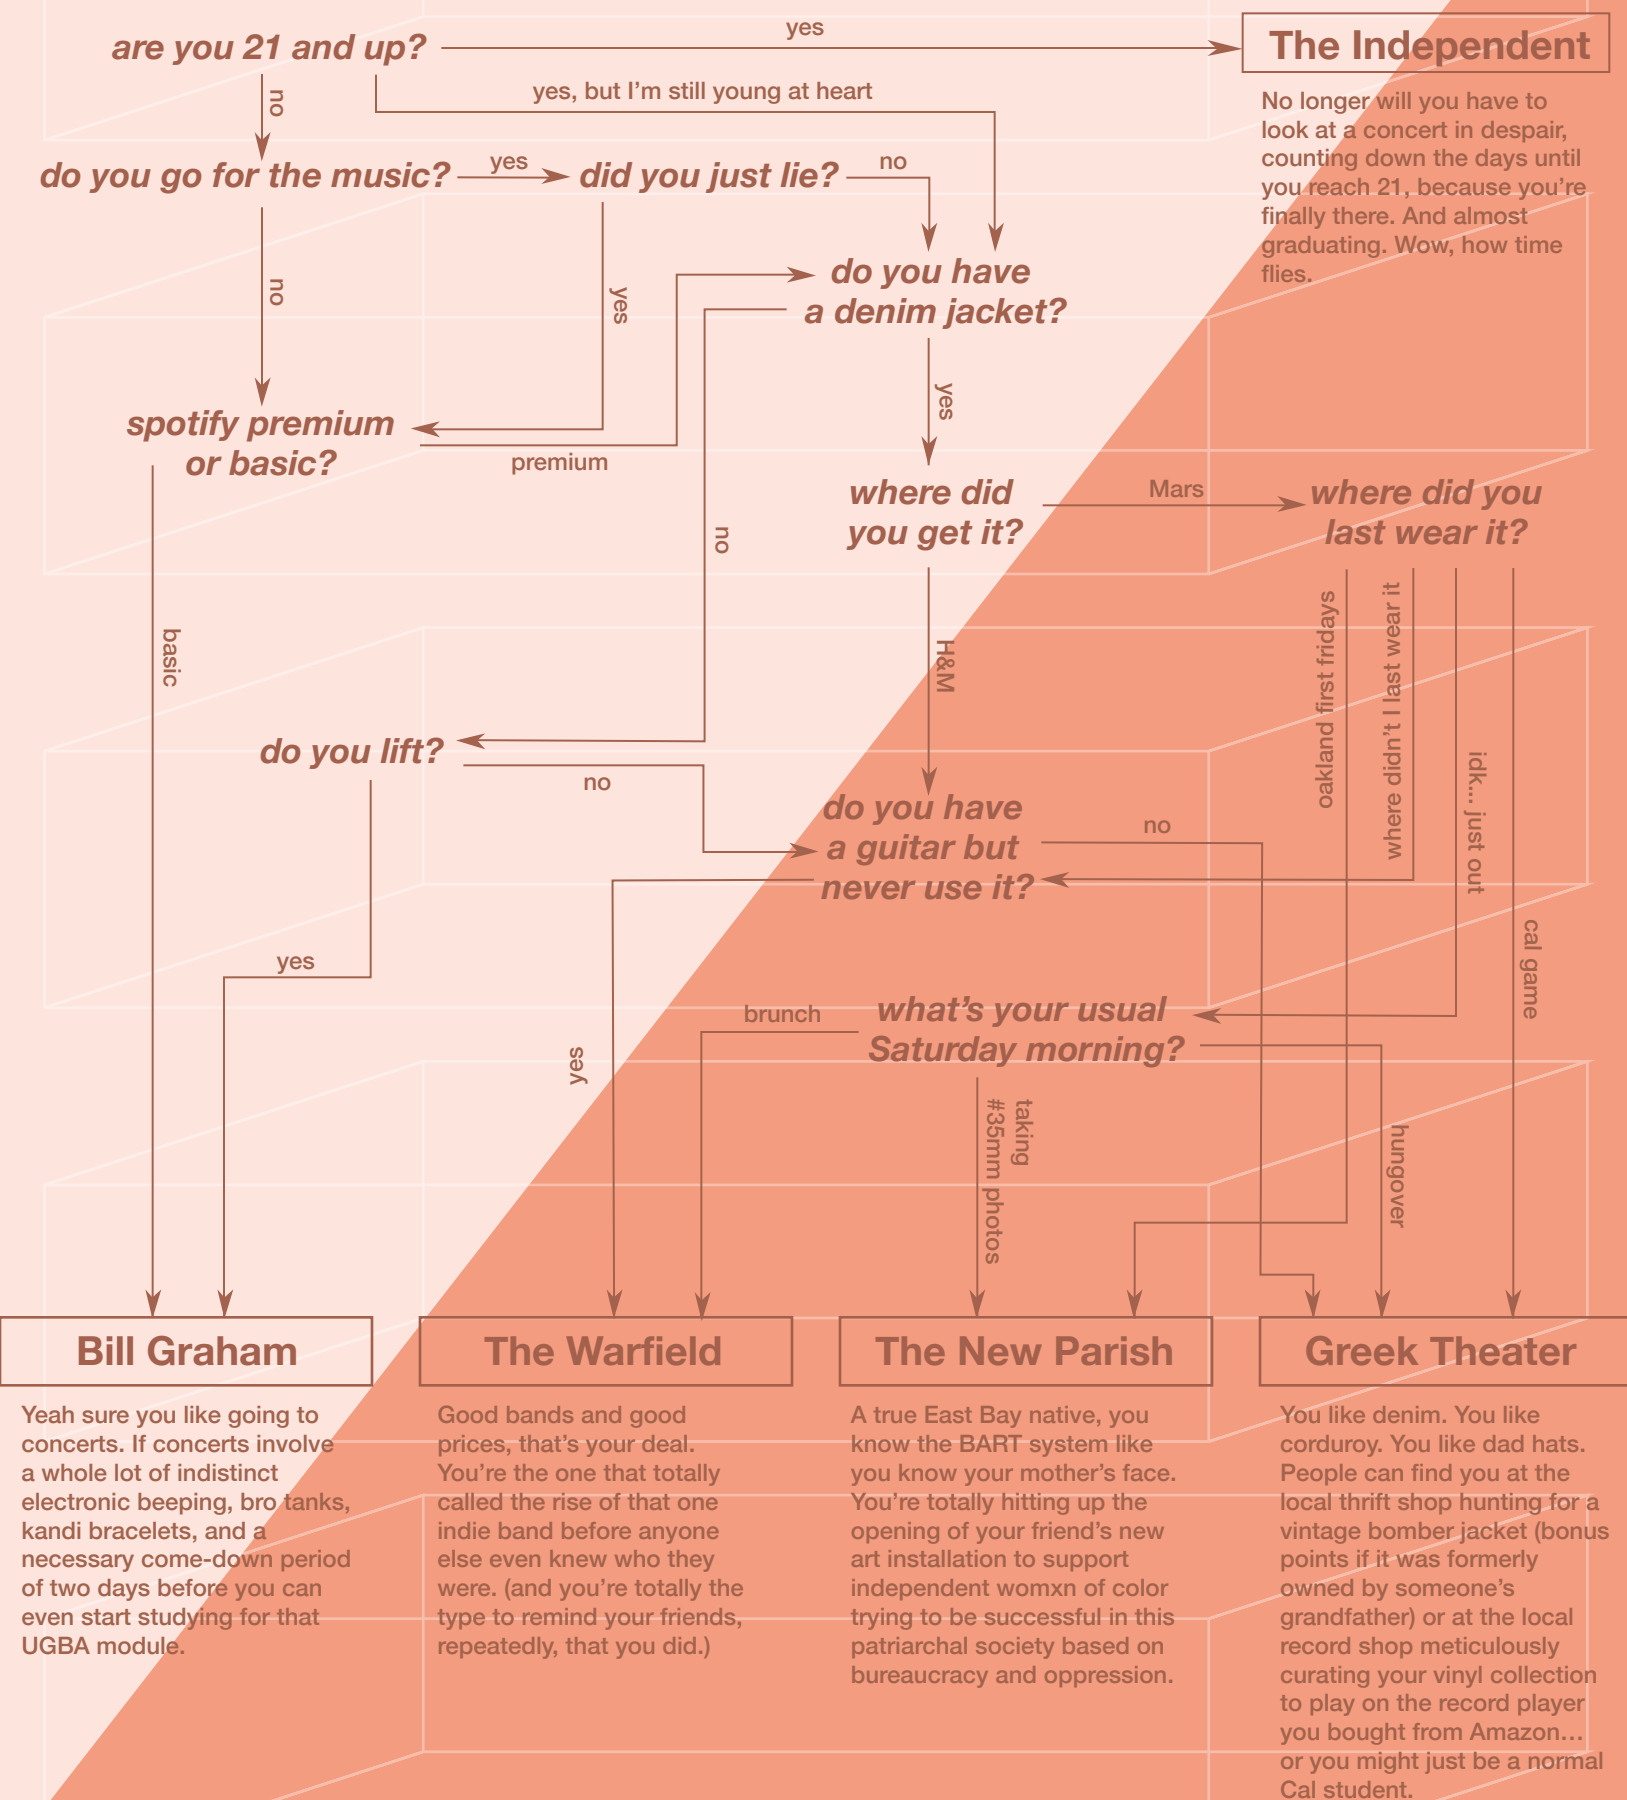 are you 21 and up?
yes
The Independent
yes, but I'm still young at heart
no
No longer will you have to
look at a concert in despair,
counting down the days until
you reach 21, because you're
finally there. And almost
graduating. Wow, how time
flies.
do you go for the music?
yes
did you just lie?
no
no
yes
do you have
a denim jacket?
yes
spotify premium
or basic?
premium
where did
you get it?
Mars
where did you
last wear it?
no
basic
H&M
oakland first fridays
where didn't I last wear it
idk... just out
cal game
do you lift?
no
do you have
a guitar but
never use it?
no
yes
yes
brunch
what's your usual
Saturday morning?
taking
#35mm photos
hungover
Bill Graham
Yeah sure you like going to
concerts. If concerts involve
a whole lot of indistinct
electronic beeping, bro tanks,
kandi bracelets, and a
necessary come-down period
of two days before you can
even start studying for that
UGBA module.
The Warfield
Good bands and good
prices, that's your deal.
You're the one that totally
called the rise of that one
indie band before anyone
else even knew who they
were. (and you're totally the
type to remind your friends,
repeatedly, that you did.)
The New Parish
A true East Bay native, you
know the BART system like
you know your mother's face.
You're totally hitting up the
opening of your friend's new
art installation to support
independent womxn of color
trying to be successful in this
patriarchal society based on
bureaucracy and oppression.
Greek Theater
You like denim. You like
corduroy. You like dad hats.
People can find you at the
local thrift shop hunting for a
vintage bomber jacket (bonus
points if it was formerly
owned by someone's
grandfather) or at the local
record shop meticulously
curating your vinyl collection
to play on the record player
you bought from Amazon...
or you might just be a normal
Cal student.